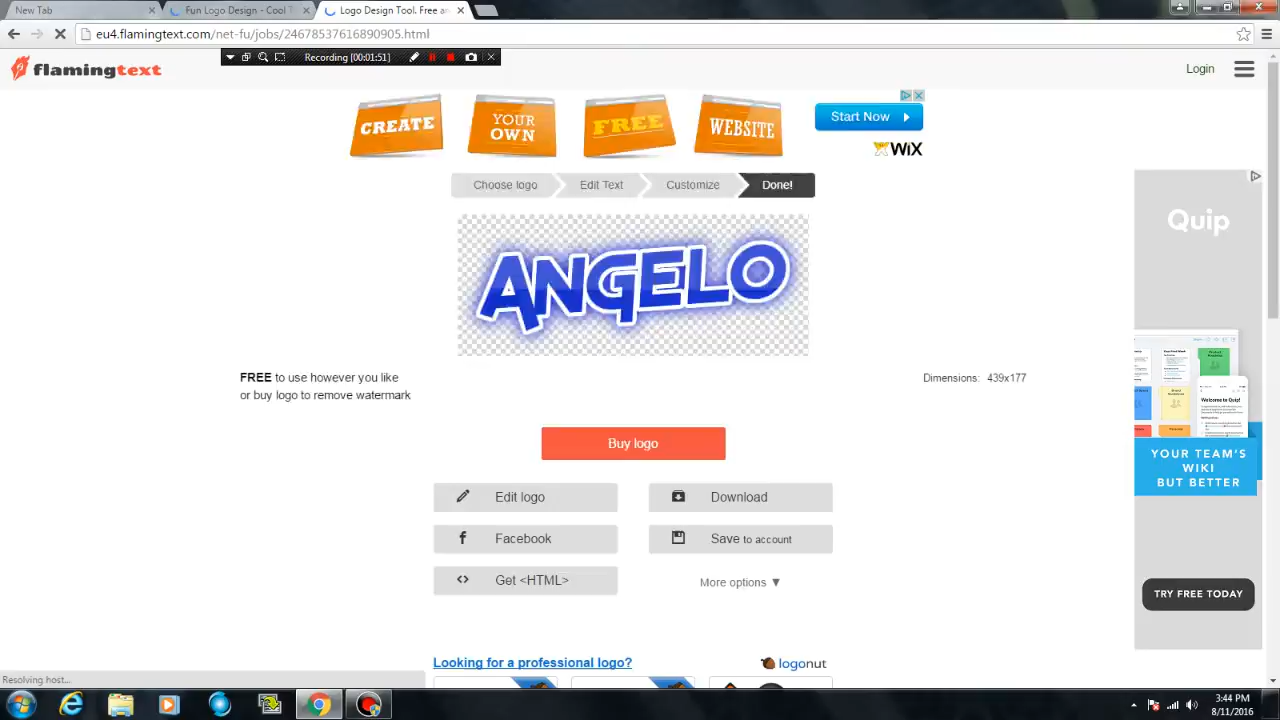 New Tab
Fun Logo Design - Cool T
Logo Design Tool. Free a
eu4.flamingtext.com/net-fu/jobs/24678537616890905.html
Recording [00:01:51]
flamingtext
Login
CREATE
YOUR
OWN
FREE
WEBSITE
Start Now
WiX
Choose logo
Edit Text
Customize
Done!
Quip
ANGELO
FREE to use however you like
or buy logo to remove watermark
Dimensions: 439x177
Welcome to Quip!
Buy logo
YOUR TEAM'S
WIKI
BUT BETTER
Edit logo
Download
Facebook
Save to account
Get <HTML>
More options ▼
TRY FREE TODAY
Looking for a professional logo?
logonut
Resolving host...
3:44 PM
8/11/2016